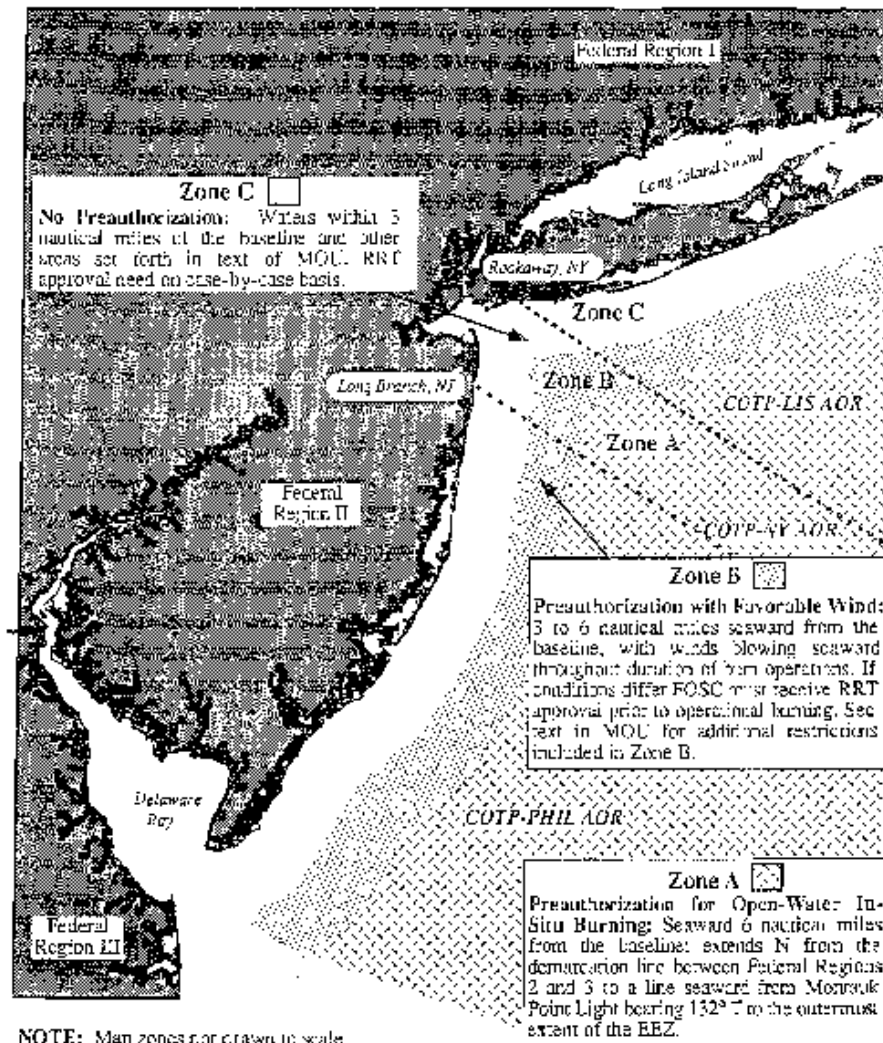 Federal Region I
Long Island Sound
Zone C
No Preauthorization: Waters within 3
nautical miles of the baseline and other
areas set forth in text of MOU. RRT
approval need on case-by-case basis.
Rockaway, NY
Zone C
Long Branch, NJ
Zone B
COTP-LIS AOR
Zone A
Federal
Region II
COTP-NY AOR
Zone B
Preauthorization with Favorable Wind:
3 to 6 nautical miles seaward from the
baseline, with winds blowing seaward
throughout duration of burn operations. If
conditions differ FOSC must receive RRT
approval prior to operational burning. See
text in MOU for additional restrictions
included in Zone B.
Delaware
Bay
COTP-PHIL AOR
Zone A
Preauthorization for Open-Water In-
Situ Burning: Seaward 6 nautical miles
from the baseline; extends N from the
demarcation line between Federal Regions
2 and 3 to a line seaward from Montauk
Point Light bearing 132° T to the outermost
extent of the EEZ.
Federal
Region III
NOTE: Map zones not drawn to scale